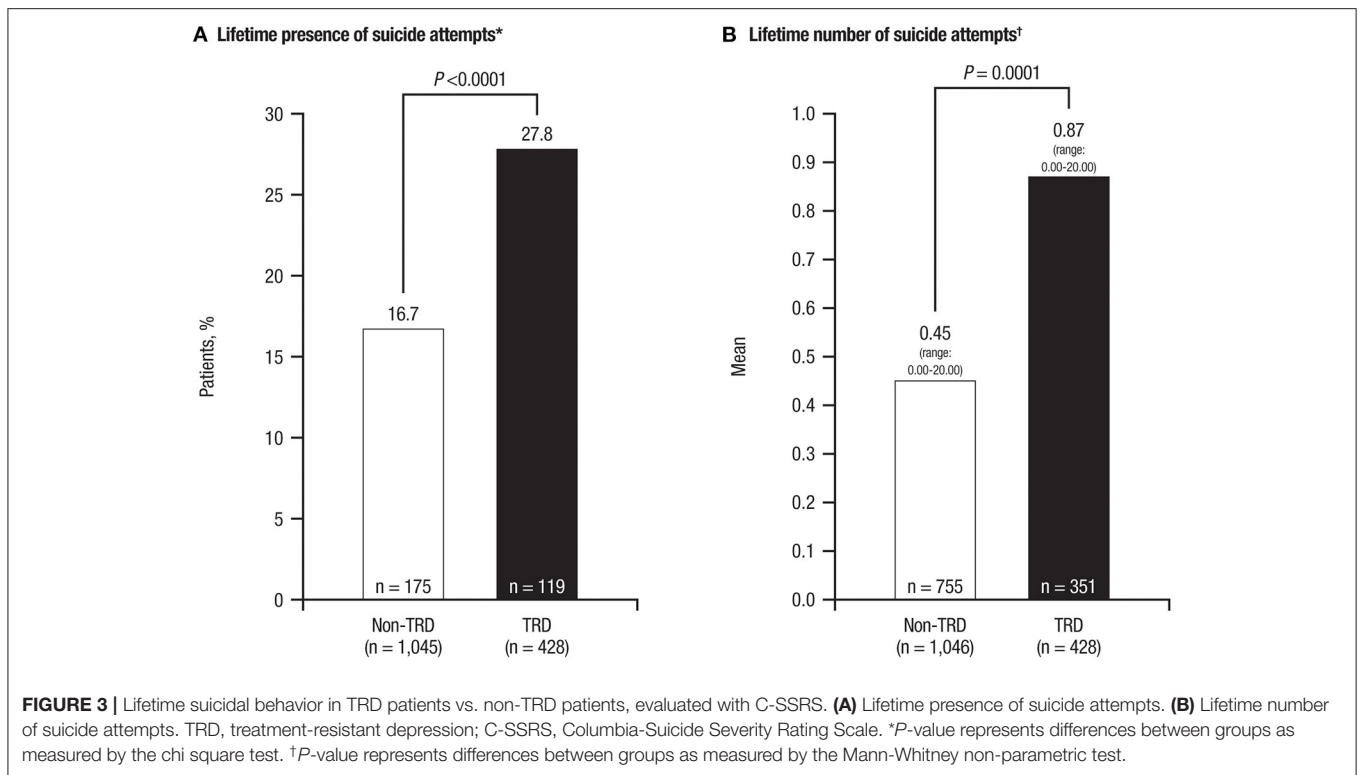 A Lifetime presence of suicide attempts*
P <0.0001
30
25
20
15
10
5
0
Patients, %
16.7
27.8
n = 175
n = 119
Non-TRD
(n = 1,045)
TRD
(n = 428)
B Lifetime number of suicide attempts†
P = 0.0001
1.0
0.9
0.8
0.7
0.6
0.5
0.4
0.3
0.2
0.1
0.0
Mean
0.45
(range:
0.00-20.00)
0.87
(range:
0.00-20.00)
n = 755
n = 351
Non-TRD
(n = 1,046)
TRD
(n = 428)
FIGURE 3 | Lifetime suicidal behavior in TRD patients vs. non-TRD patients, evaluated with C-SSRS. (A) Lifetime presence of suicide attempts. (B) Lifetime number
of suicide attempts. TRD, treatment-resistant depression; C-SSRS, Columbia-Suicide Severity Rating Scale. *P-value represents differences between groups as
measured by the chi square test. †P-value represents differences between groups as measured by the Mann-Whitney non-parametric test.